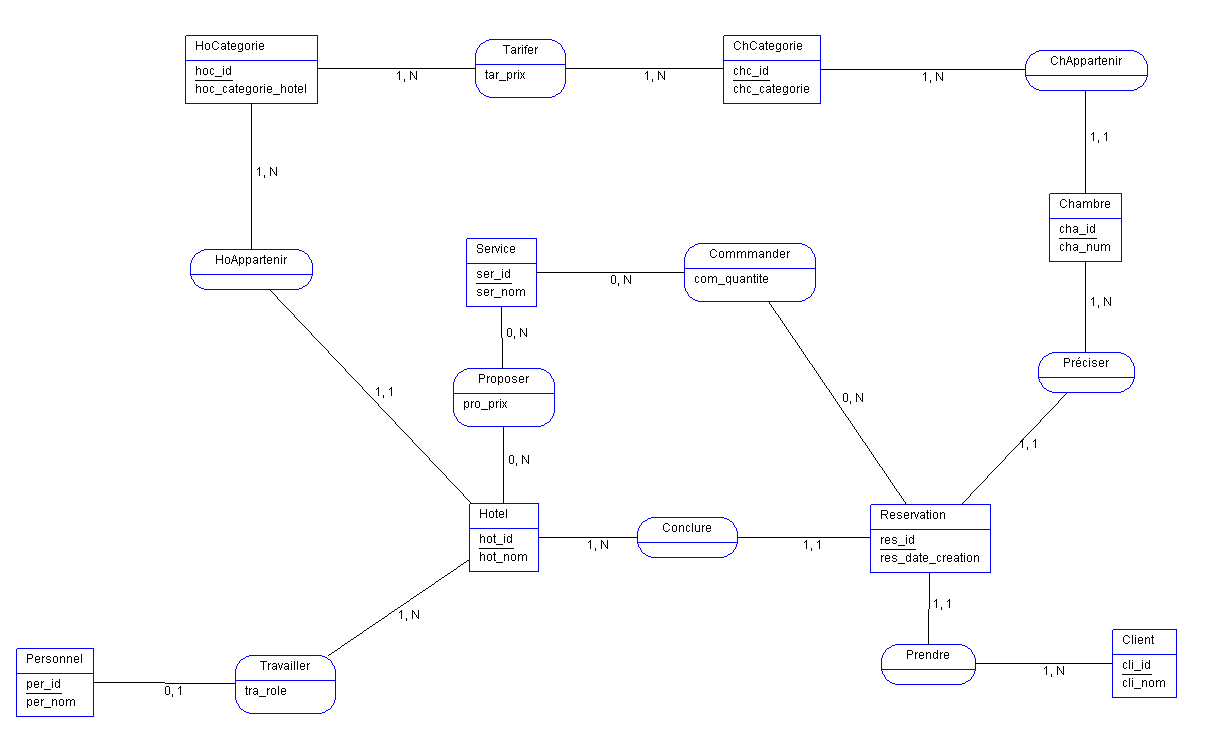 HoCategorie
hoc_id
hoc_categorie_hotel
1, N
Tarifer
tar_prix
1, N
ChCategorie
chc_id
chc_categorie
1, N
ChAppartenir
1, N
1, 1
HoAppartenir
Service
ser_id
ser_nom
0, N
Commmander
com_quantite
Chambre
cha_id
cha_num
1, N
0, N
Proposer
pro_prix
Préciser
1, 1
0, N
0, N
1, 1
Hotel
hot_id
hot_nom
1, N
Conclure
1, 1
Reservation
res_id
res_date_creation
1, N
1, 1
Personnel
per_id
per_nom
0, 1
Travailler
tra_role
Prendre
1, N
Client
cli_id
cli_nom